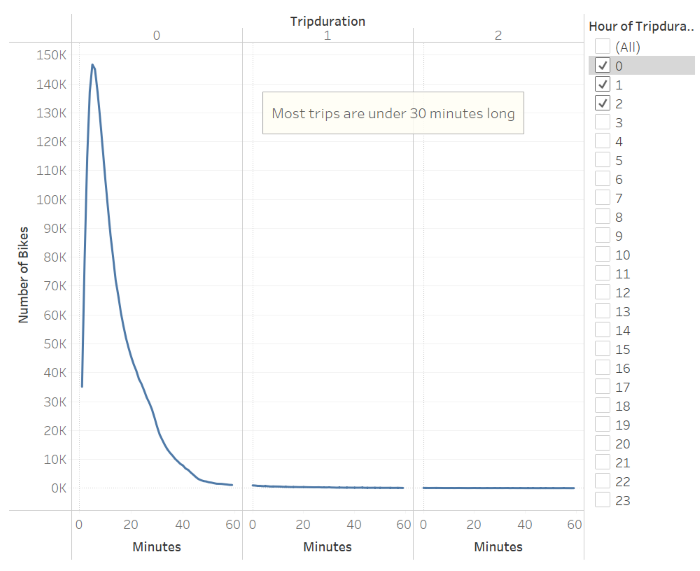 Tripduration
0
1
2
Hour of Tripdura..
(All)
0
1
2
3
4
5
6
7
8
9
10
11
12
13
14
15
16
17
18
19
20
21
22
23
150K
140K
130K
120K
110K
100K
90K
80K
70K
60K
50K
40K
30K
20K
10K
0K
Number of Bikes
Most trips are under 30 minutes long
0 20 40 60
0 20 40 60
0 20 40 60
Minutes
Minutes
Minutes